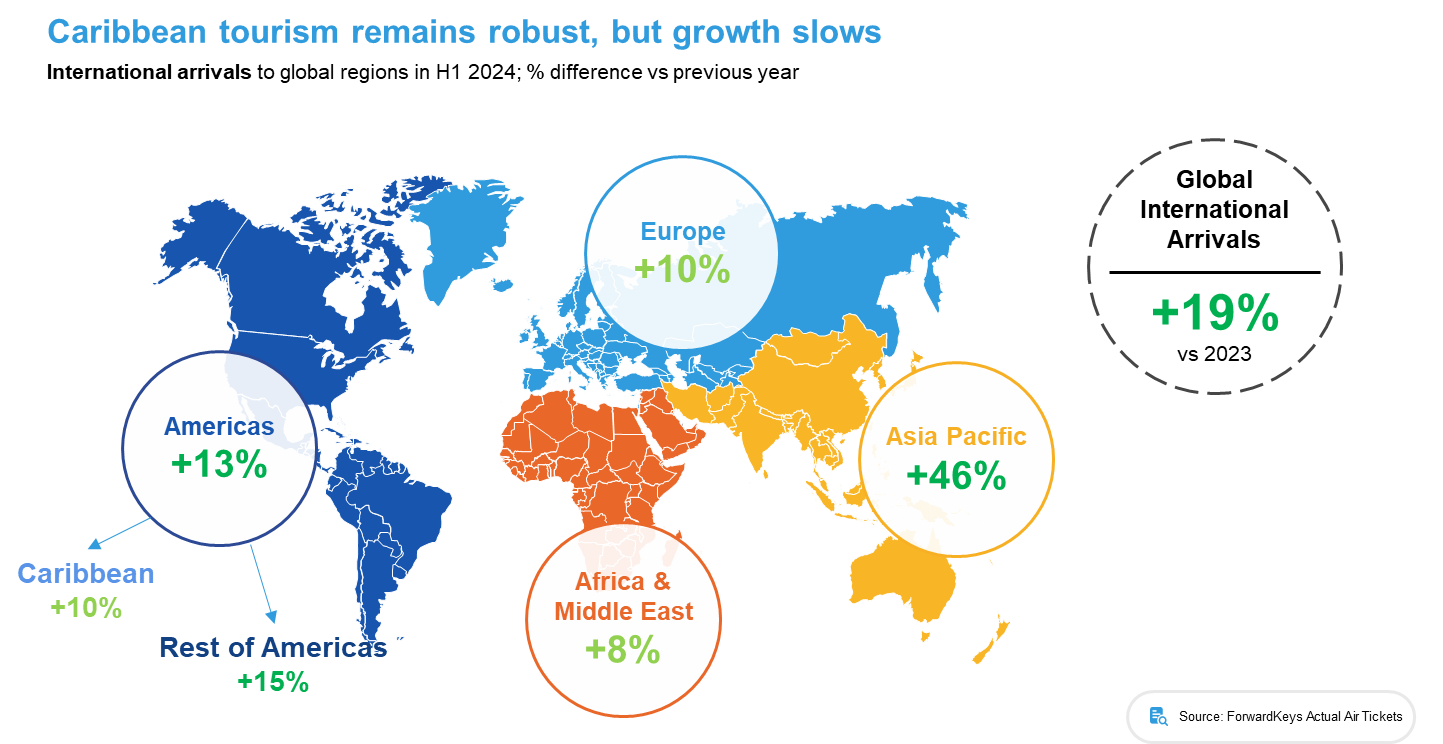 Caribbean tourism remains robust, but growth slows
International arrivals to global regions in H1 2024; % difference vs previous year
Global
International
Arrivals
+19%
vs 2023
Europe
+10%
Americas
+13%
Asia Pacific
+46%
Caribbean
+10%
Africa &
Middle East
+8%
Rest of Americas
+15%
Source: ForwardKeys Actual Air Tickets